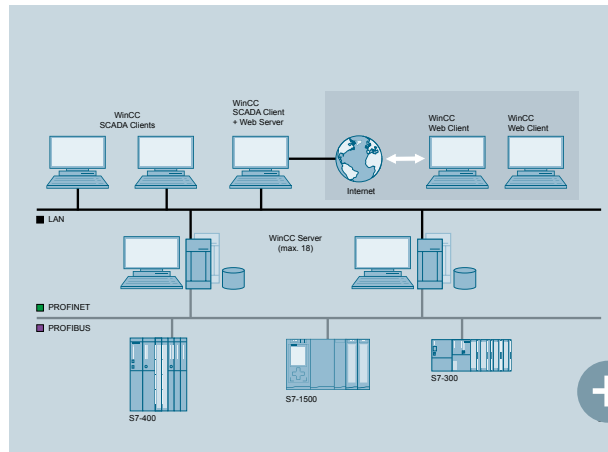 WinCC
SCADA Clients
WinCC
SCADA Client
+ Web Server
WinCC
Web Client
WinCC
Web Client
Internet
LAN
WinCC Server
(max. 18)
PROFINET
PROFIBUS
S7-400
S7-1500
S7-300